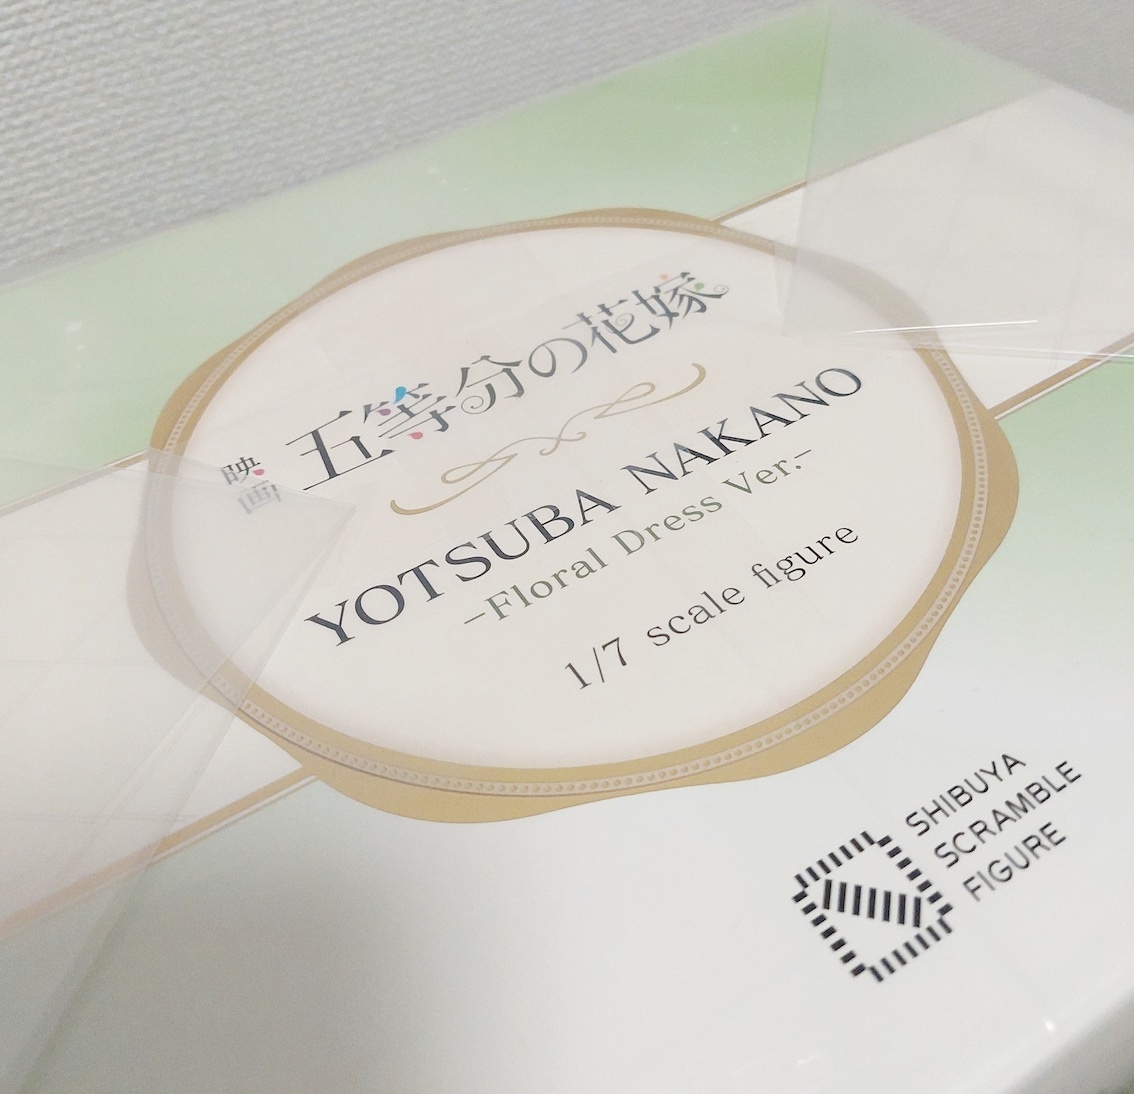 映画 五等分の花嫁
YOTSUBA NAKANO
-Floral Dress Ver.-
1/7 scale figure
SHIBUYA
SCRAMBLE
FIGURE